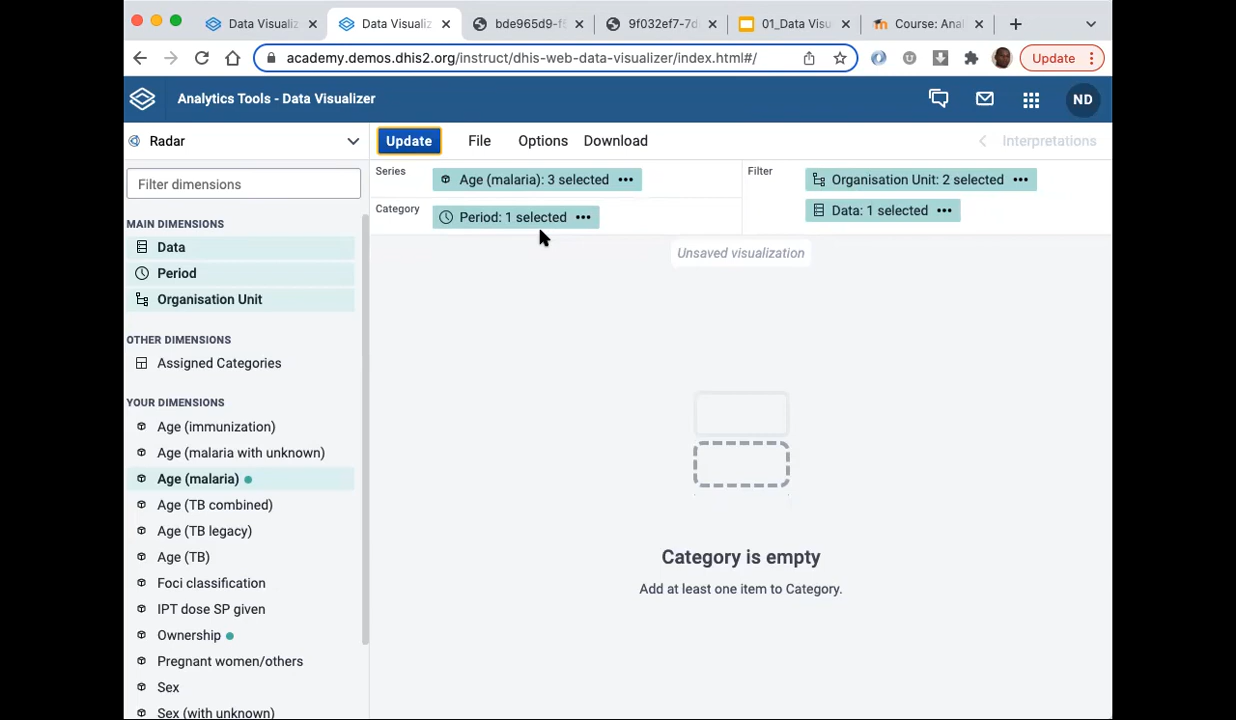 Data Visualiz
Data Visualiz
bde965d9-f
9f032ef7-7d
01_Data Visu
Course: Ana
academy.demos.dhis2.org/instruct/dhis-web-data-visualizer/index.html#/
Update
Analytics Tools - Data Visualizer
ND
Radar
Update
File
Options
Download
Interpretations
Filter dimensions
Series
Age (malaria): 3 selected
Category
Period: 1 selected
Filter
Organisation Unit: 2 selected
Data: 1 selected
Unsaved visualization
MAIN DIMENSIONS
Data
Period
Organisation Unit
OTHER DIMENSIONS
Assigned Categories
YOUR DIMENSIONS
Age (immunization)
Age (malaria with unknown)
Age (malaria)
Age (TB combined)
Age (TB legacy)
Age (TB)
Foci classification
IPT dose SP given
Ownership
Pregnant women/others
Sex
Sex (with unknown)
Category is empty
Add at least one item to Category.